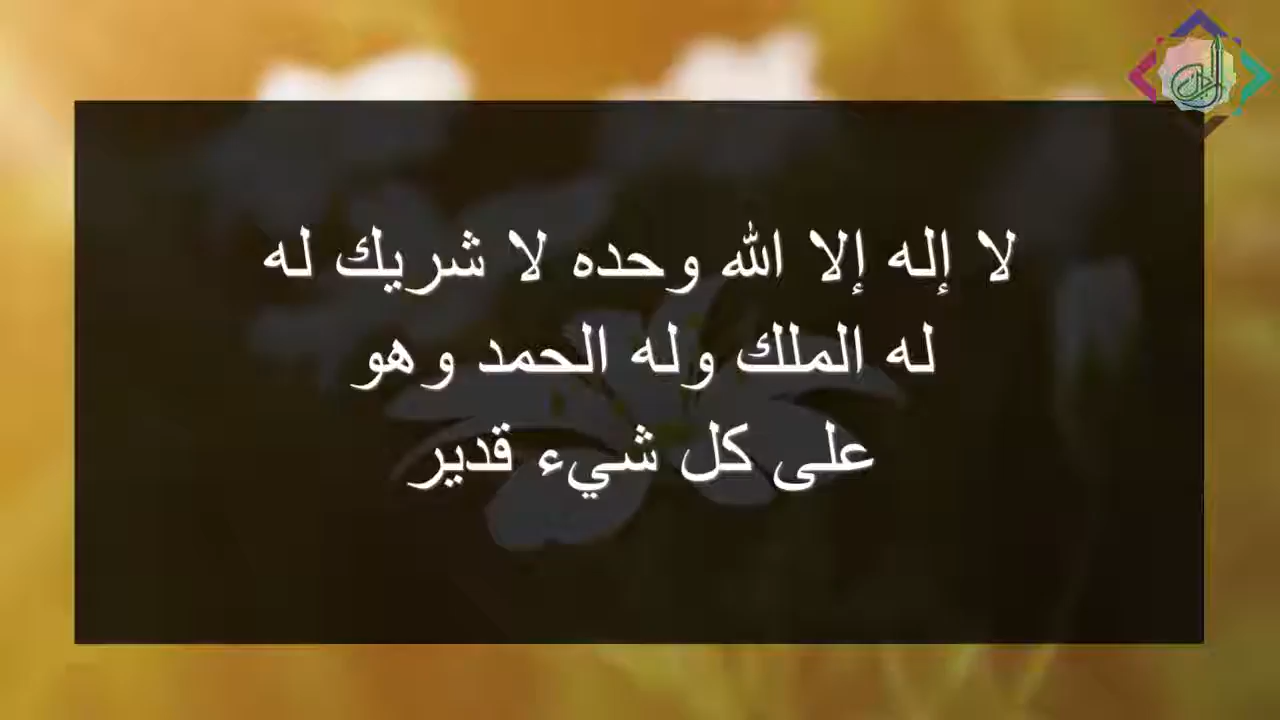 لا إله إلا الله وحده لا شريك له
له الملك وله الحمد وهو
على كل شيء قدير